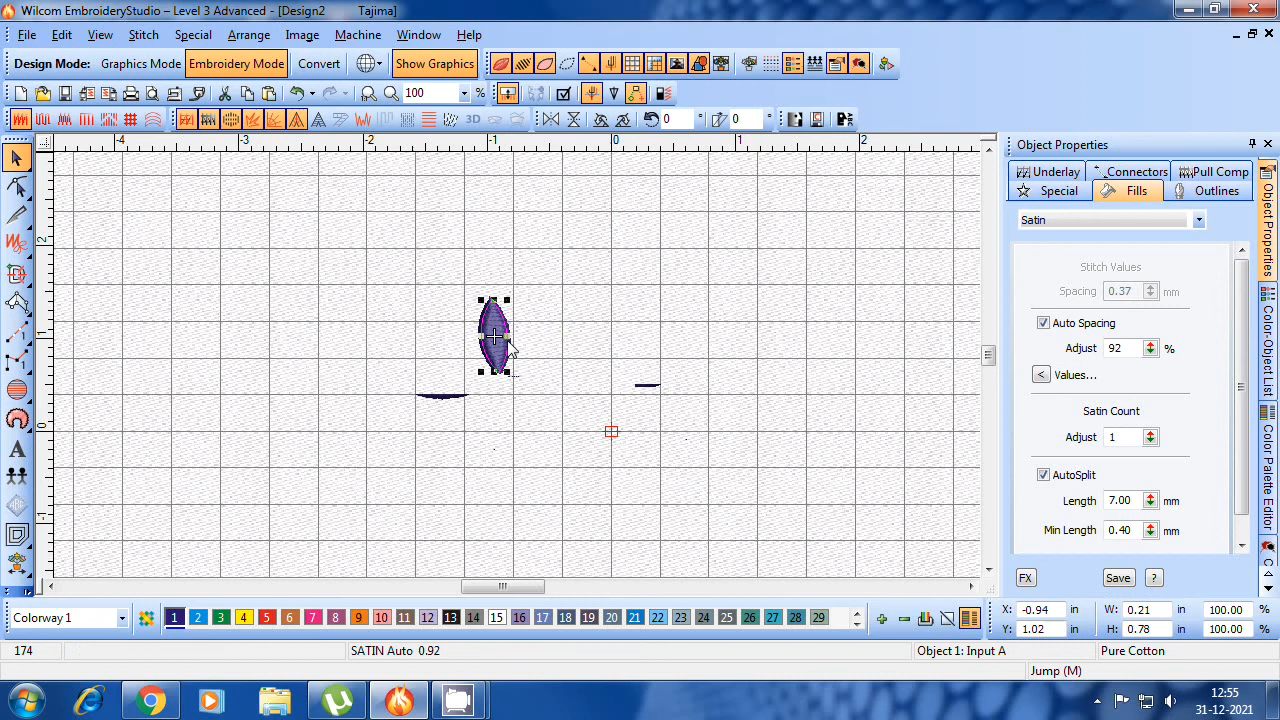 Wilcom EmbroideryStudio – Level 3 Advanced - [Design2 Tajima]
File Edit View Stitch Special Arrange Image Machine Window Help
Design Mode: Graphics Mode Embroidery Mode Convert Show Graphics
100 %
3D 0 ° 0 °
-4 -3 -2 -1 0 1 2
2
1
0
-1
Object Properties
Underlay Connectors Pull Comp
Special Fills Outlines
Satin
Stitch Values
Spacing 0.37 mm
Auto Spacing
Adjust 92 %
< Values...
Satin Count
Adjust 1
AutoSplit
Length 7.00 mm
Min Length 0.40 mm
FX Save ?
Object Properties
Color-Object List
Color Palette Editor
C
Colorway 1 1 2 3 4 5 6 7 8 9 10 11 12 13 14 15 16 17 18 19 20 21 22 23 24 25 26 27 28 29
X: -0.94 in W: 0.21 in 100.00 %
Y: 1.02 in H: 0.78 in 100.00 %
174 SATIN Auto 0.92 Object 1: Input A Pure Cotton
Jump (M)
12:55
31-12-2021